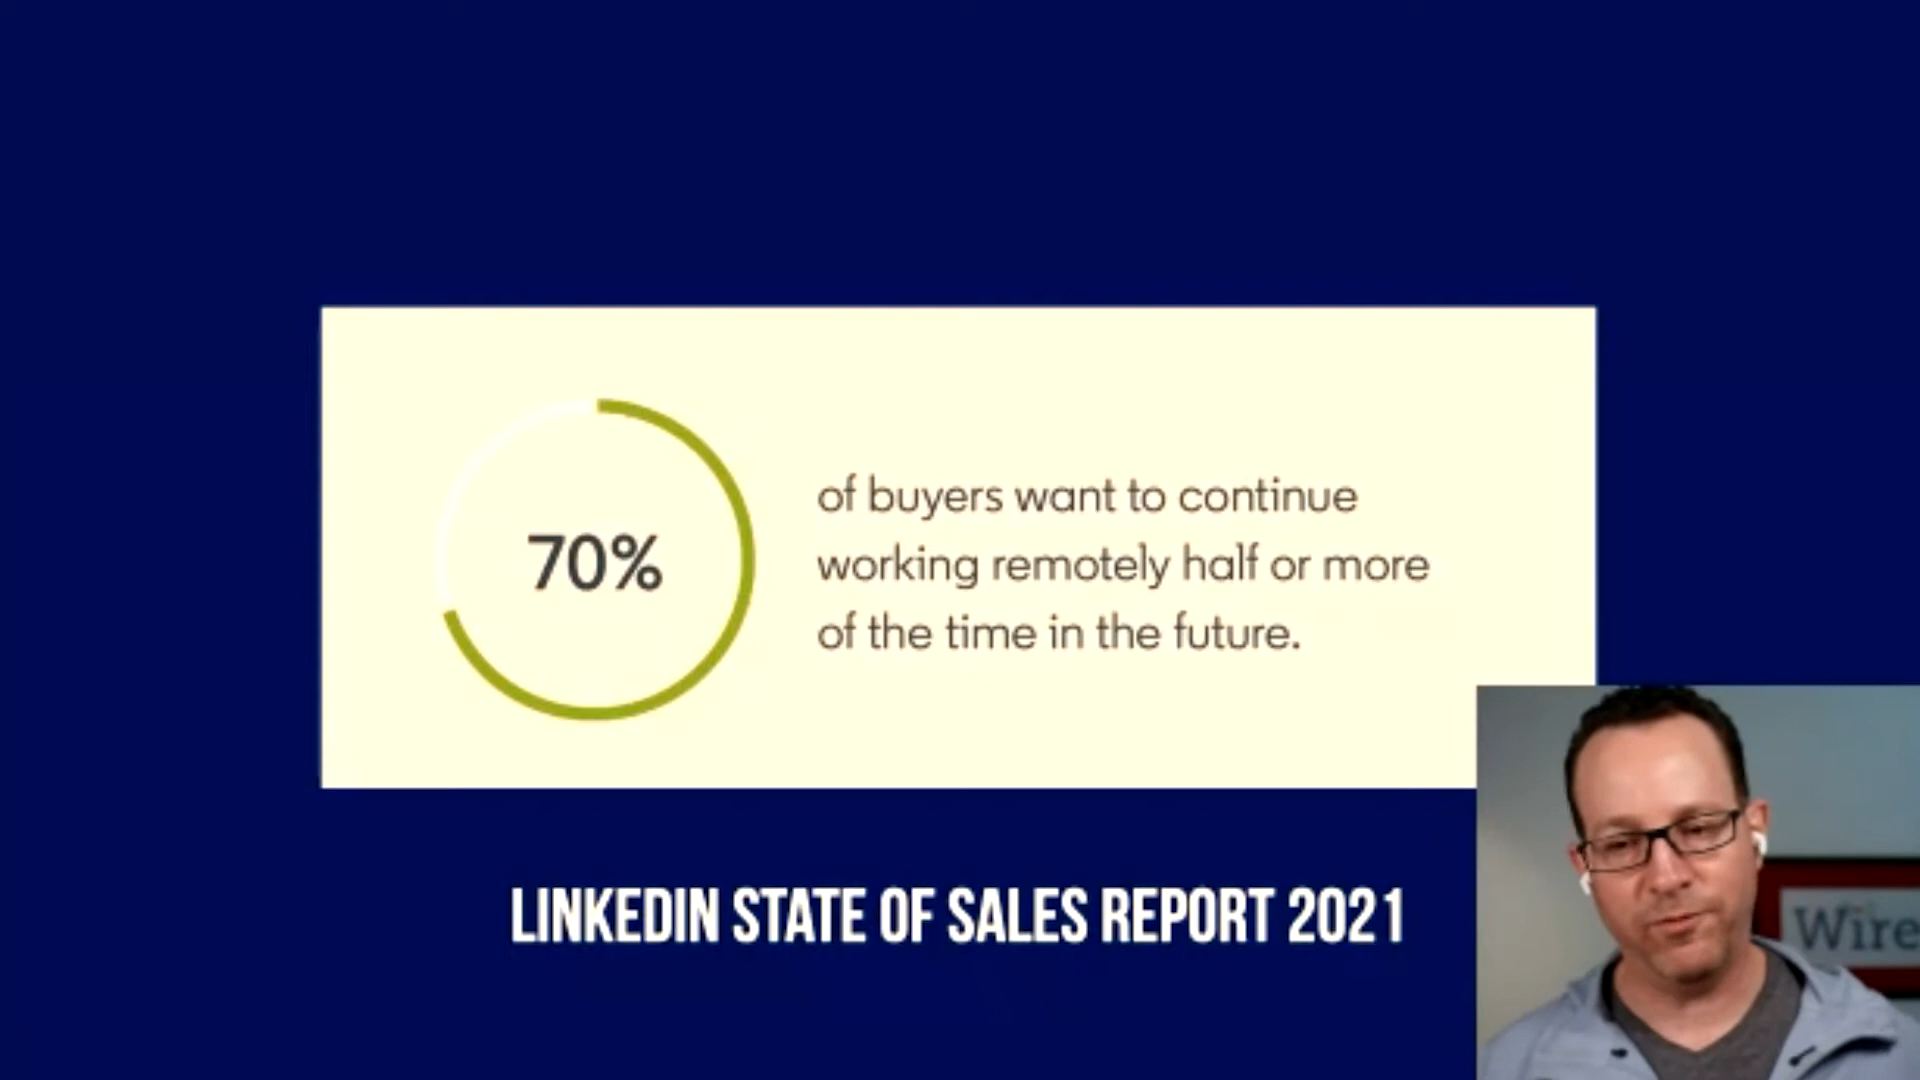 70%
of buyers want to continue
working remotely half or more
of the time in the future.
LINKEDIN STATE OF SALES REPORT 2021
Wire